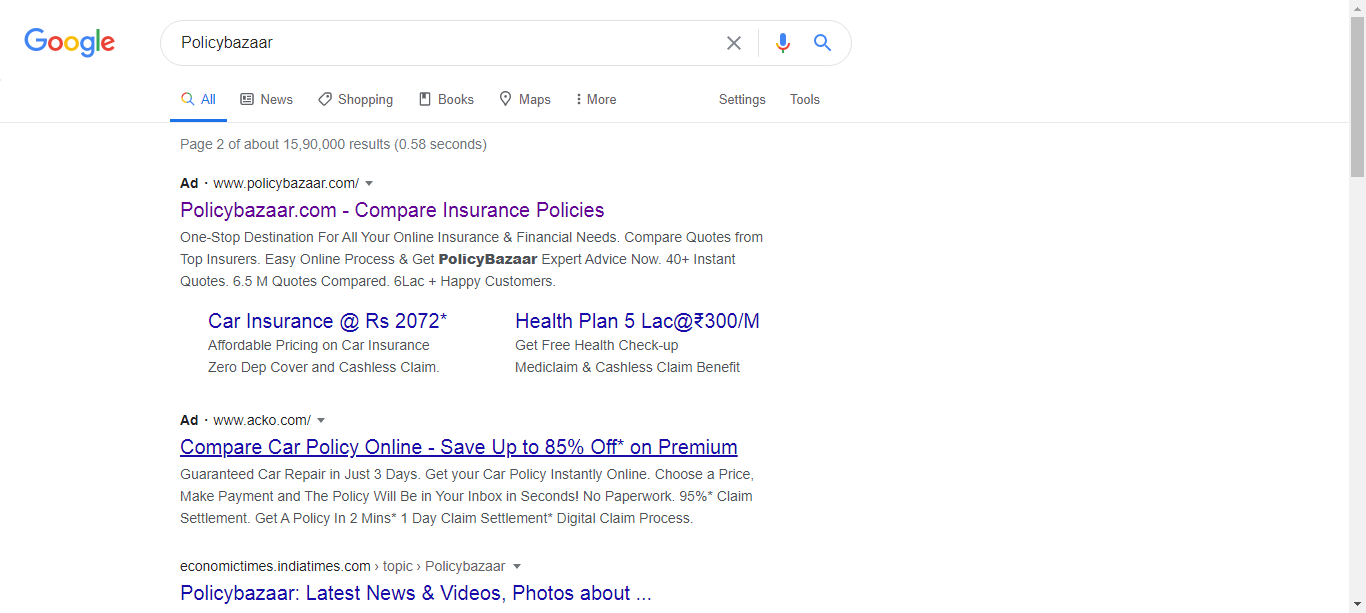 Google
Policybazaar
All News Shopping Books Maps More Settings Tools
Page 2 of about 15,90,000 results (0.58 seconds)
Ad · www.policybazaar.com/
Policybazaar.com - Compare Insurance Policies
One-Stop Destination For All Your Online Insurance & Financial Needs. Compare Quotes from
Top Insurers. Easy Online Process & Get PolicyBazaar Expert Advice Now. 40+ Instant
Quotes. 6.5 M Quotes Compared. 6Lac + Happy Customers.
Car Insurance @ Rs 2072*
Affordable Pricing on Car Insurance
Zero Dep Cover and Cashless Claim.
Health Plan 5 Lac@₹300/M
Get Free Health Check-up
Mediclaim & Cashless Claim Benefit
Ad · www.acko.com/
Compare Car Policy Online - Save Up to 85% Off* on Premium
Guaranteed Car Repair in Just 3 Days. Get your Car Policy Instantly Online. Choose a Price,
Make Payment and The Policy Will Be in Your Inbox in Seconds! No Paperwork. 95%* Claim
Settlement. Get A Policy In 2 Mins* 1 Day Claim Settlement* Digital Claim Process.
economictimes.indiatimes.com › topic › Policybazaar
Policybazaar: Latest News & Videos, Photos about ...